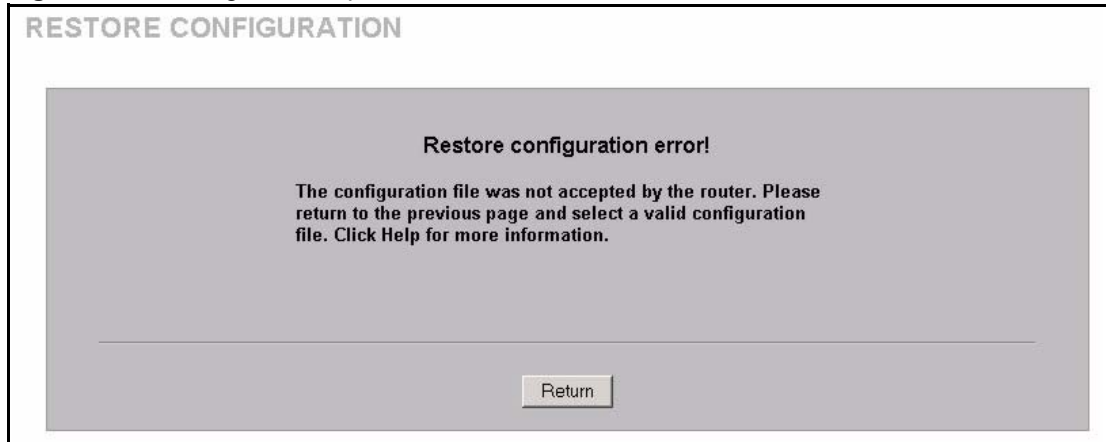 RESTORE CONFIGURATION
Restore configuration error!
The configuration file was not accepted by the router. Please
return to the previous page and select a valid configuration
file. Click Help for more information.
Return